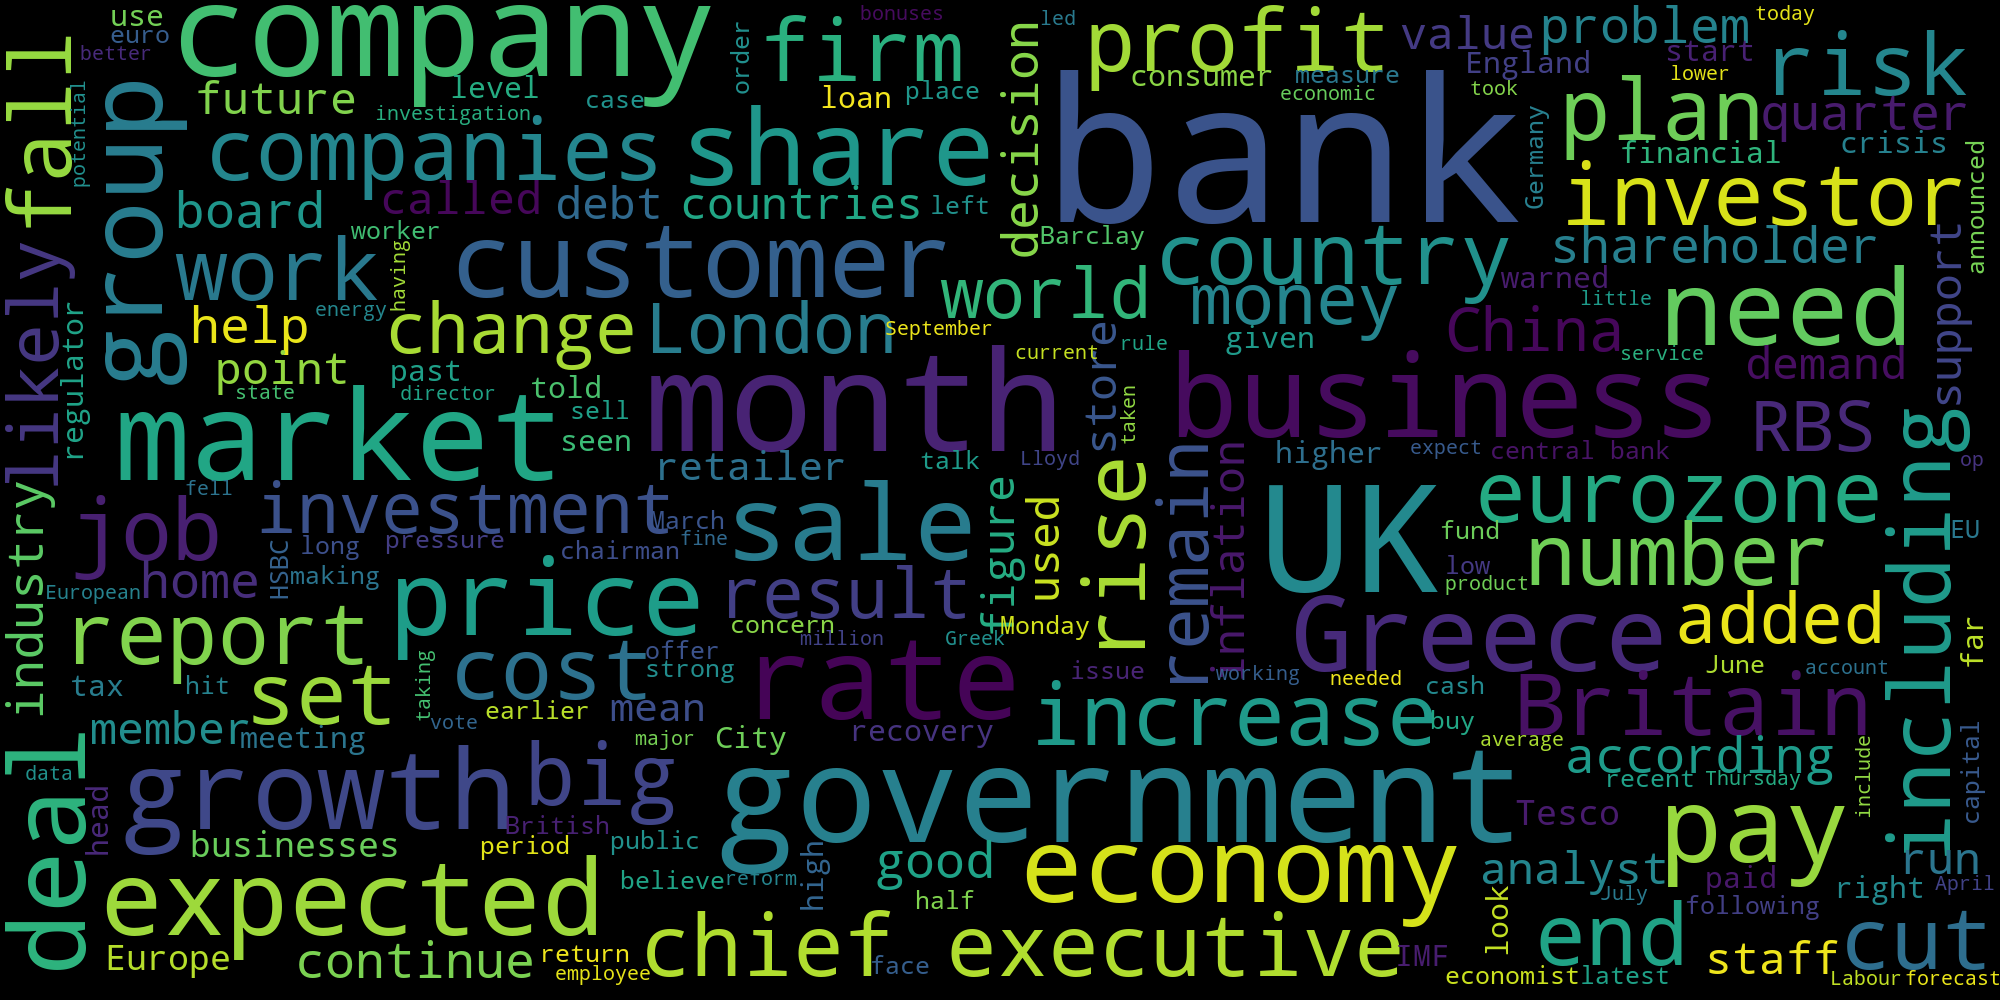 use
company
bonuses
led
profit
value
problem
today
euro
order
firm
decision
start
better
fall
group
level
consumer
measure
England
lower
risk
potential
future
case
loan
place
economic
took
plan
quarter
investigation
companies
share
bank
Germany
financial
crisis
announced
called
debt
countries
left
investor
board
worker
customer
Barclay
country
shareholder
support
likely
work
having
world
money
warned
little
need
regulator
energy
help
change
London
September
store
rule
given
China
service
demand
point
past
current
state
director
told
month
taken
business
RBS
including
market
sell
seen
retailer
talk
Lloyd
remain
inflation
higher
expect
central bank
op
industry
fell
job
investment
March
sale
figure
used
rise
UK
eurozone
fund
number
EU
HSBC
long
pressure
chairman
fine
European
home
making
price
result
low
product
report
concern
million
Greek
Monday
Greece
added
far
taking
cost
offer
strong
rate
issue
working
needed
June
account
tax
hit
set
earlier
mean
increase
cash
Britain
member
meeting
vote
major
City
recovery
buy
average
according
include
capital
deal
data
head
growth
big
government
recent
Thursday
British
Tesco
pay
businesses
period
public
high
good
economy
analyst
run
expected
believe
reform
half
July
paid
right
April
look
following
Europe
continue
return
employee
chief
face
executive
IMF
end
staff
cut
economist
latest
Labour
forecast